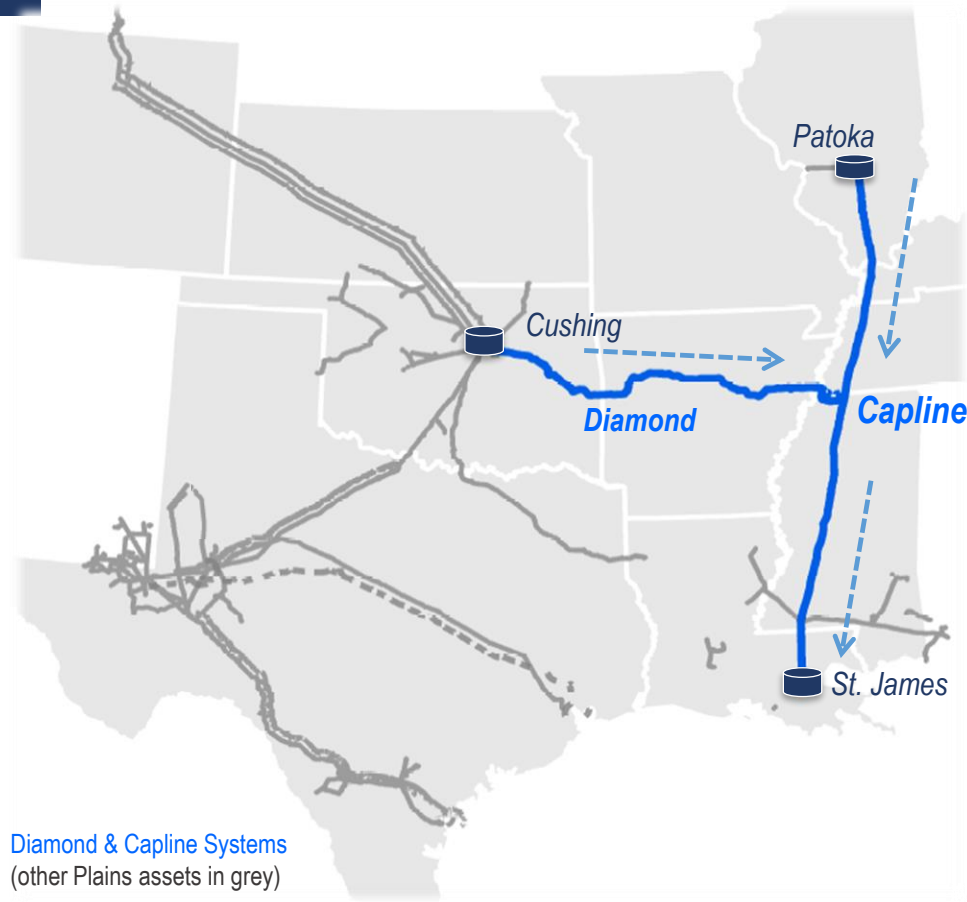 Patoka
Cushing
Diamond
Capline
St. James
Diamond & Capline Systems
(other Plains assets in grey)